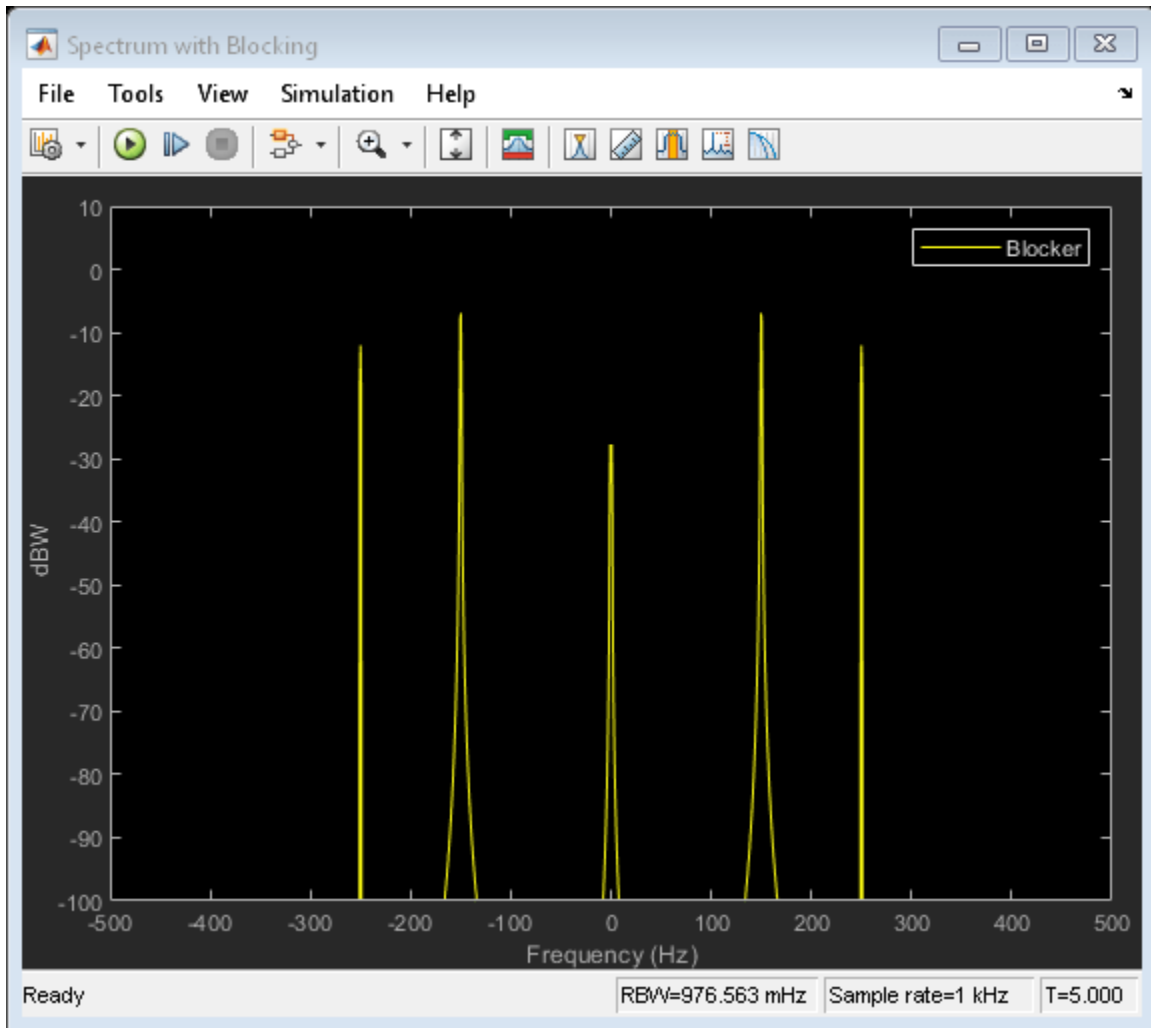 Spectrum with Blocking
File Tools View Simulation Help
10
0
-10
-20
-30
-40
-50
-60
-70
-80
-90
-100
dBW
Blocker
-500 -400 -300 -200 -100 0 100 200 300 400 500
Frequency (Hz)
Ready RBW=976.563 mHz Sample rate=1 kHz T=5.000